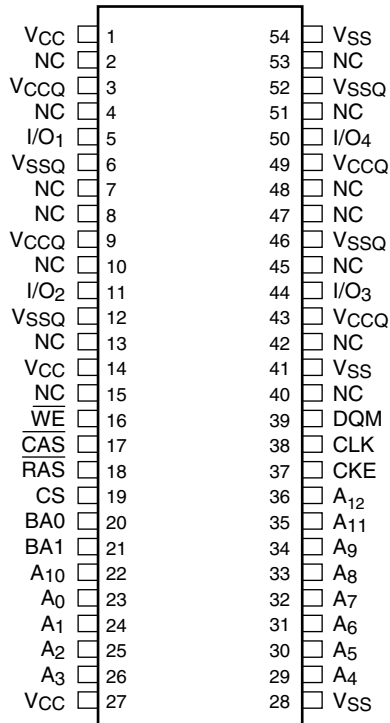 VCC 1 54 VSS
NC 2 53 NC
VCCQ 3 52 VSSQ
NC 4 51 NC
I/O1 5 50 I/O4
VSSQ 6 49 VCCQ
NC 7 48 NC
NC 8 47 NC
VCCQ 9 46 VSSQ
NC 10 45 NC
I/O2 11 44 I/O3
VSSQ 12 43 VCCQ
NC 13 42 NC
VCC 14 41 VSS
NC 15 40 NC
W̅E̅ 16 39 DQM
C̅A̅S̅ 17 38 CLK
R̅A̅S̅ 18 37 CKE
CS 19 36 A12
BA0 20 35 A11
BA1 21 34 A9
A10 22 33 A8
A0 23 32 A7
A1 24 31 A6
A2 25 30 A5
A3 26 29 A4
VCC 27 28 VSS